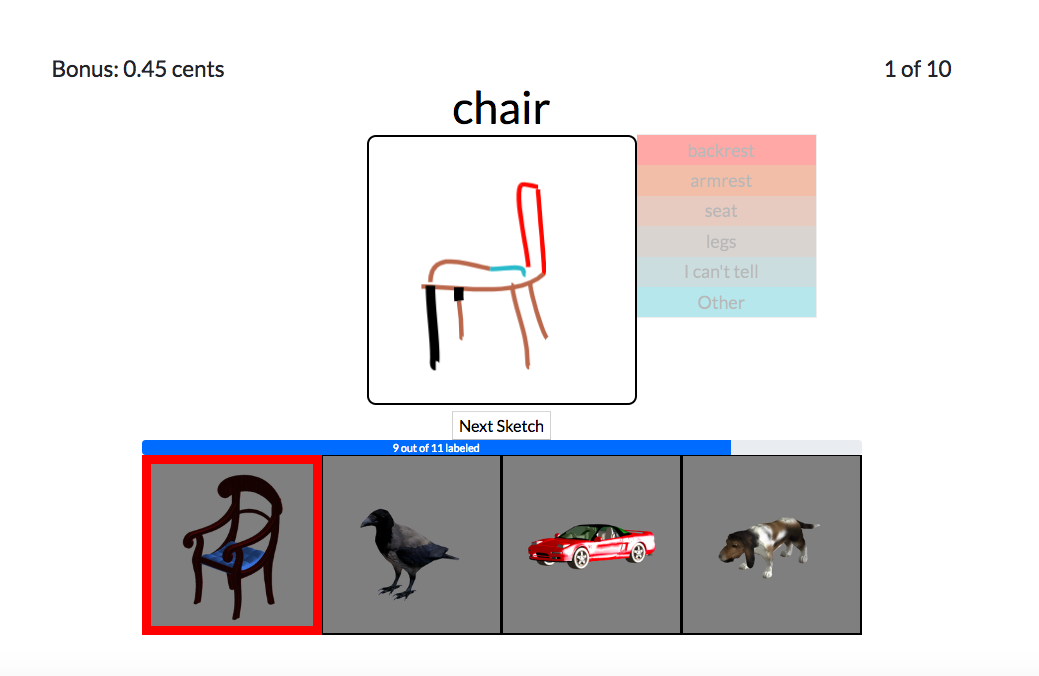 Bonus: 0.45 cents
1 of 10
chair
backrest
armrest
seat
legs
I can't tell
Other
Next Sketch
9 out of 11 labeled